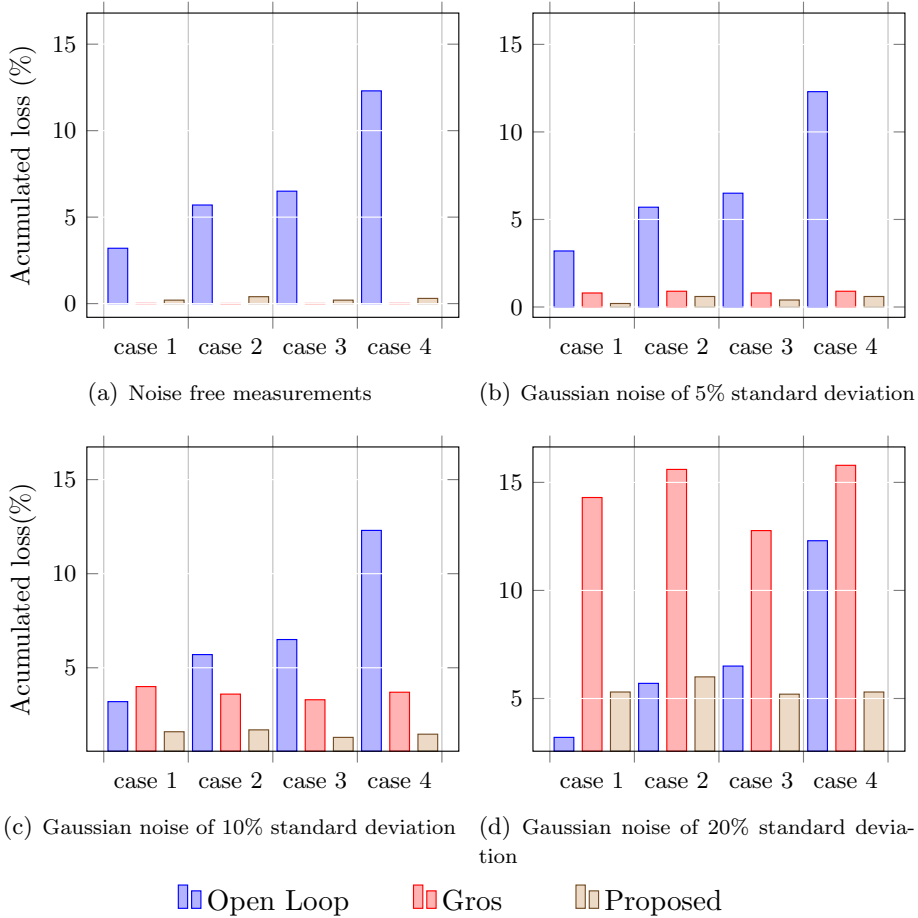 15
10
5
0
Acumulated loss (%)
case 1 case 2 case 3 case 4
(a) Noise free measurements
15
10
5
0
case 1 case 2 case 3 case 4
(b) Gaussian noise of 5% standard deviation
15
10
5
Acumulated loss(%)
case 1 case 2 case 3 case 4
(c) Gaussian noise of 10% standard deviation
15
10
5
case 1 case 2 case 3 case 4
(d) Gaussian noise of 20% standard devia-
tion
Open Loop Gros Proposed